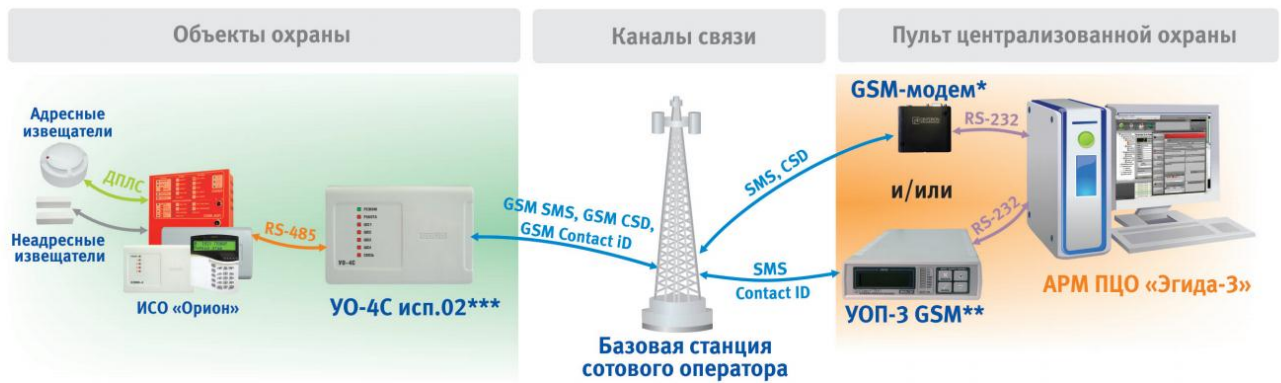 Объекты охраны
Каналы связи
Пульт централизованной охраны
Адресные
извещатели
ДПЛС
Неадресные
извещатели
ИСО «Орион»
RS-485
УО-4С
УО-4С исп.02***
GSM SMS, GSM CSD,
GSM Contact iD
Базовая станция
сотового оператора
SMS, CSD
SMS
Contact ID
GSM-модем*
RS-232
и/или
RS-232
УОП-3 GSM**
АРМ ПЦО «Эгида-3»